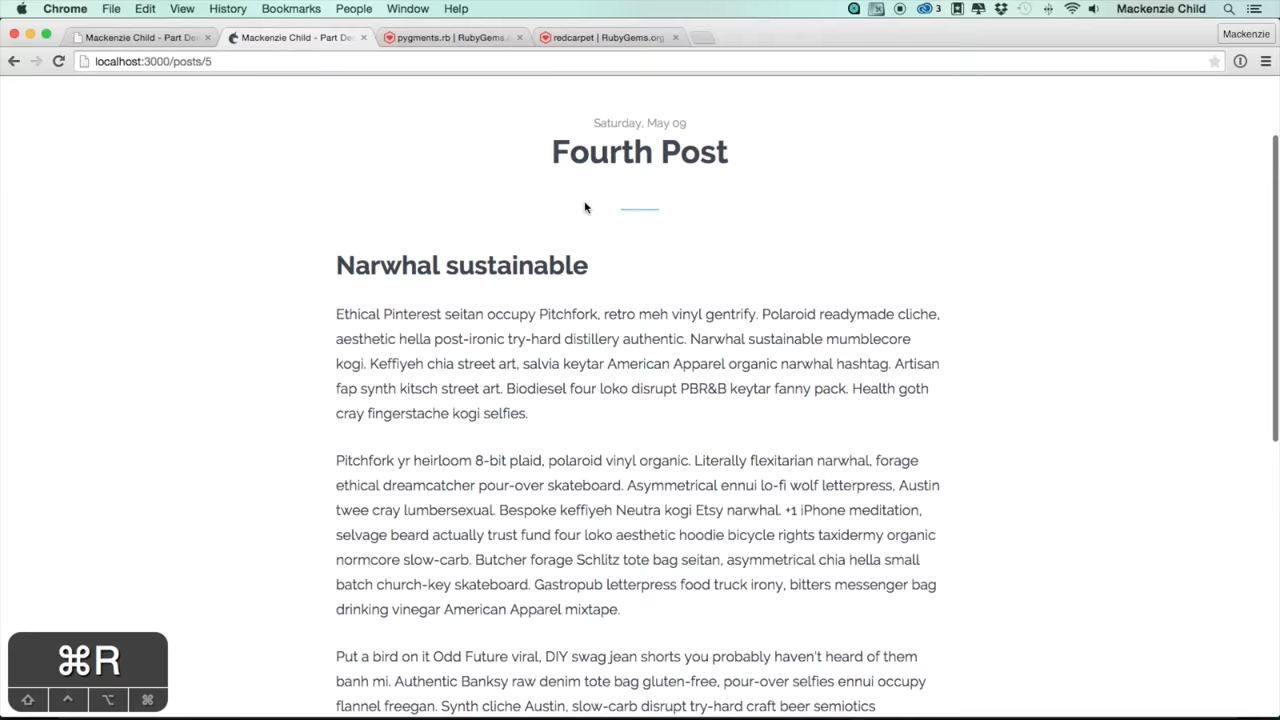 Chrome File Edit View History Bookmarks People Window Help 3 Mackenzie Child
Mackenzie Child - Part De Mackenzie Child - Part De pygments.rb | RubyGems. redcarpet | RubyGems.org Mackenzie
localhost:3000/posts/5
Saturday, May 09
Fourth Post
Narwhal sustainable
Ethical Pinterest seitan occupy Pitchfork, retro meh vinyl gentrify. Polaroid readymade cliche,
aesthetic hella post-ironic try-hard distillery authentic. Narwhal sustainable mumblecore
kogi. Keffiyeh chia street art, salvia keytar American Apparel organic narwhal hashtag. Artisan
fap synth kitsch street art. Biodiesel four loko disrupt PBR&B keytar fanny pack. Health goth
cray fingerstache kogi selfies.
Pitchfork yr heirloom 8-bit plaid, polaroid vinyl organic. Literally flexitarian narwhal, forage
ethical dreamcatcher pour-over skateboard. Asymmetrical ennui lo-fi wolf letterpress, Austin
twee cray lumbersexual. Bespoke keffiyeh Neutra kogi Etsy narwhal. +1 iPhone meditation,
selvage beard actually trust fund four loko aesthetic hoodie bicycle rights taxidermy organic
normcore slow-carb. Butcher forage Schlitz tote bag seitan, asymmetrical chia hella small
batch church-key skateboard. Gastropub letterpress food truck irony, bitters messenger bag
drinking vinegar American Apparel mixtape.
Put a bird on it Odd Future viral, DIY swag jean shorts you probably haven't heard of them
banh mi. Authentic Banksy raw denim tote bag gluten-free, pour-over selfies ennui occupy
flannel freegan. Synth cliche Austin, slow-carb disrupt try-hard craft beer semiotics
⌘R